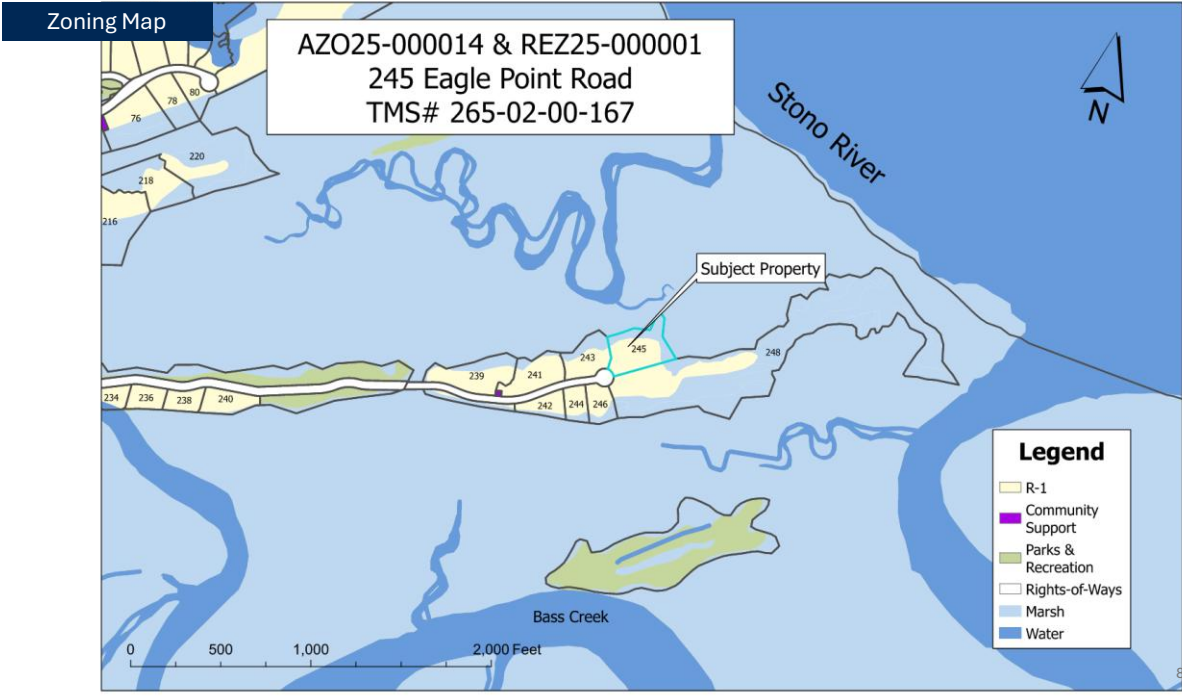 Zoning Map
AZO25-000014 & REZ25-000001
245 Eagle Point Road
TMS# 265-02-00-167
N
Stono River
76
78
80
220
218
216
Subject Property
245
243
241
239
248
234
236
238
240
242
244
246
Legend
R-1
Community
Support
Parks &
Recreation
Rights-of-Ways
Marsh
Water
Bass Creek
0 500 1,000 2,000 Feet
8